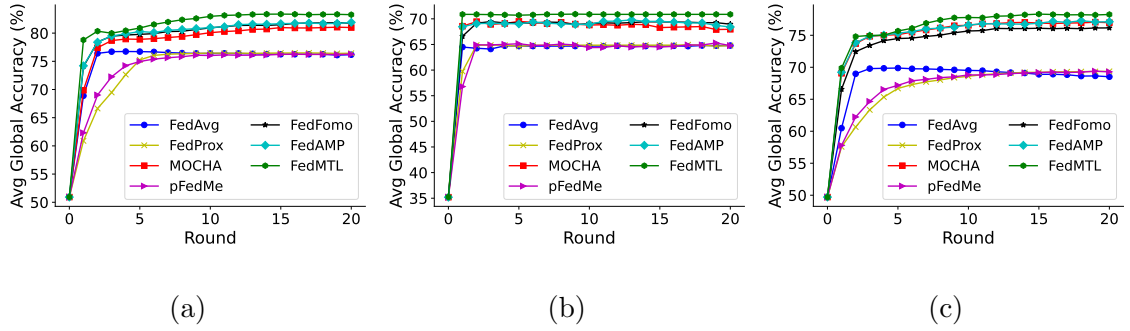 Avg Global Accuracy (%)
80
75
70
65
60
55
50
0
5
10
15
20
Round
FedAvg
FedProx
MOCHA
pFedMe
FedFomo
FedAMP
FedMTL
(a)
Avg Global Accuracy (%)
70
65
60
55
50
45
40
35
0
5
10
15
20
Round
FedAvg
FedProx
MOCHA
pFedMe
FedFomo
FedAMP
FedMTL
(b)
Avg Global Accuracy (%)
75
70
65
60
55
50
0
5
10
15
20
Round
FedAvg
FedProx
MOCHA
pFedMe
FedFomo
FedAMP
FedMTL
(c)